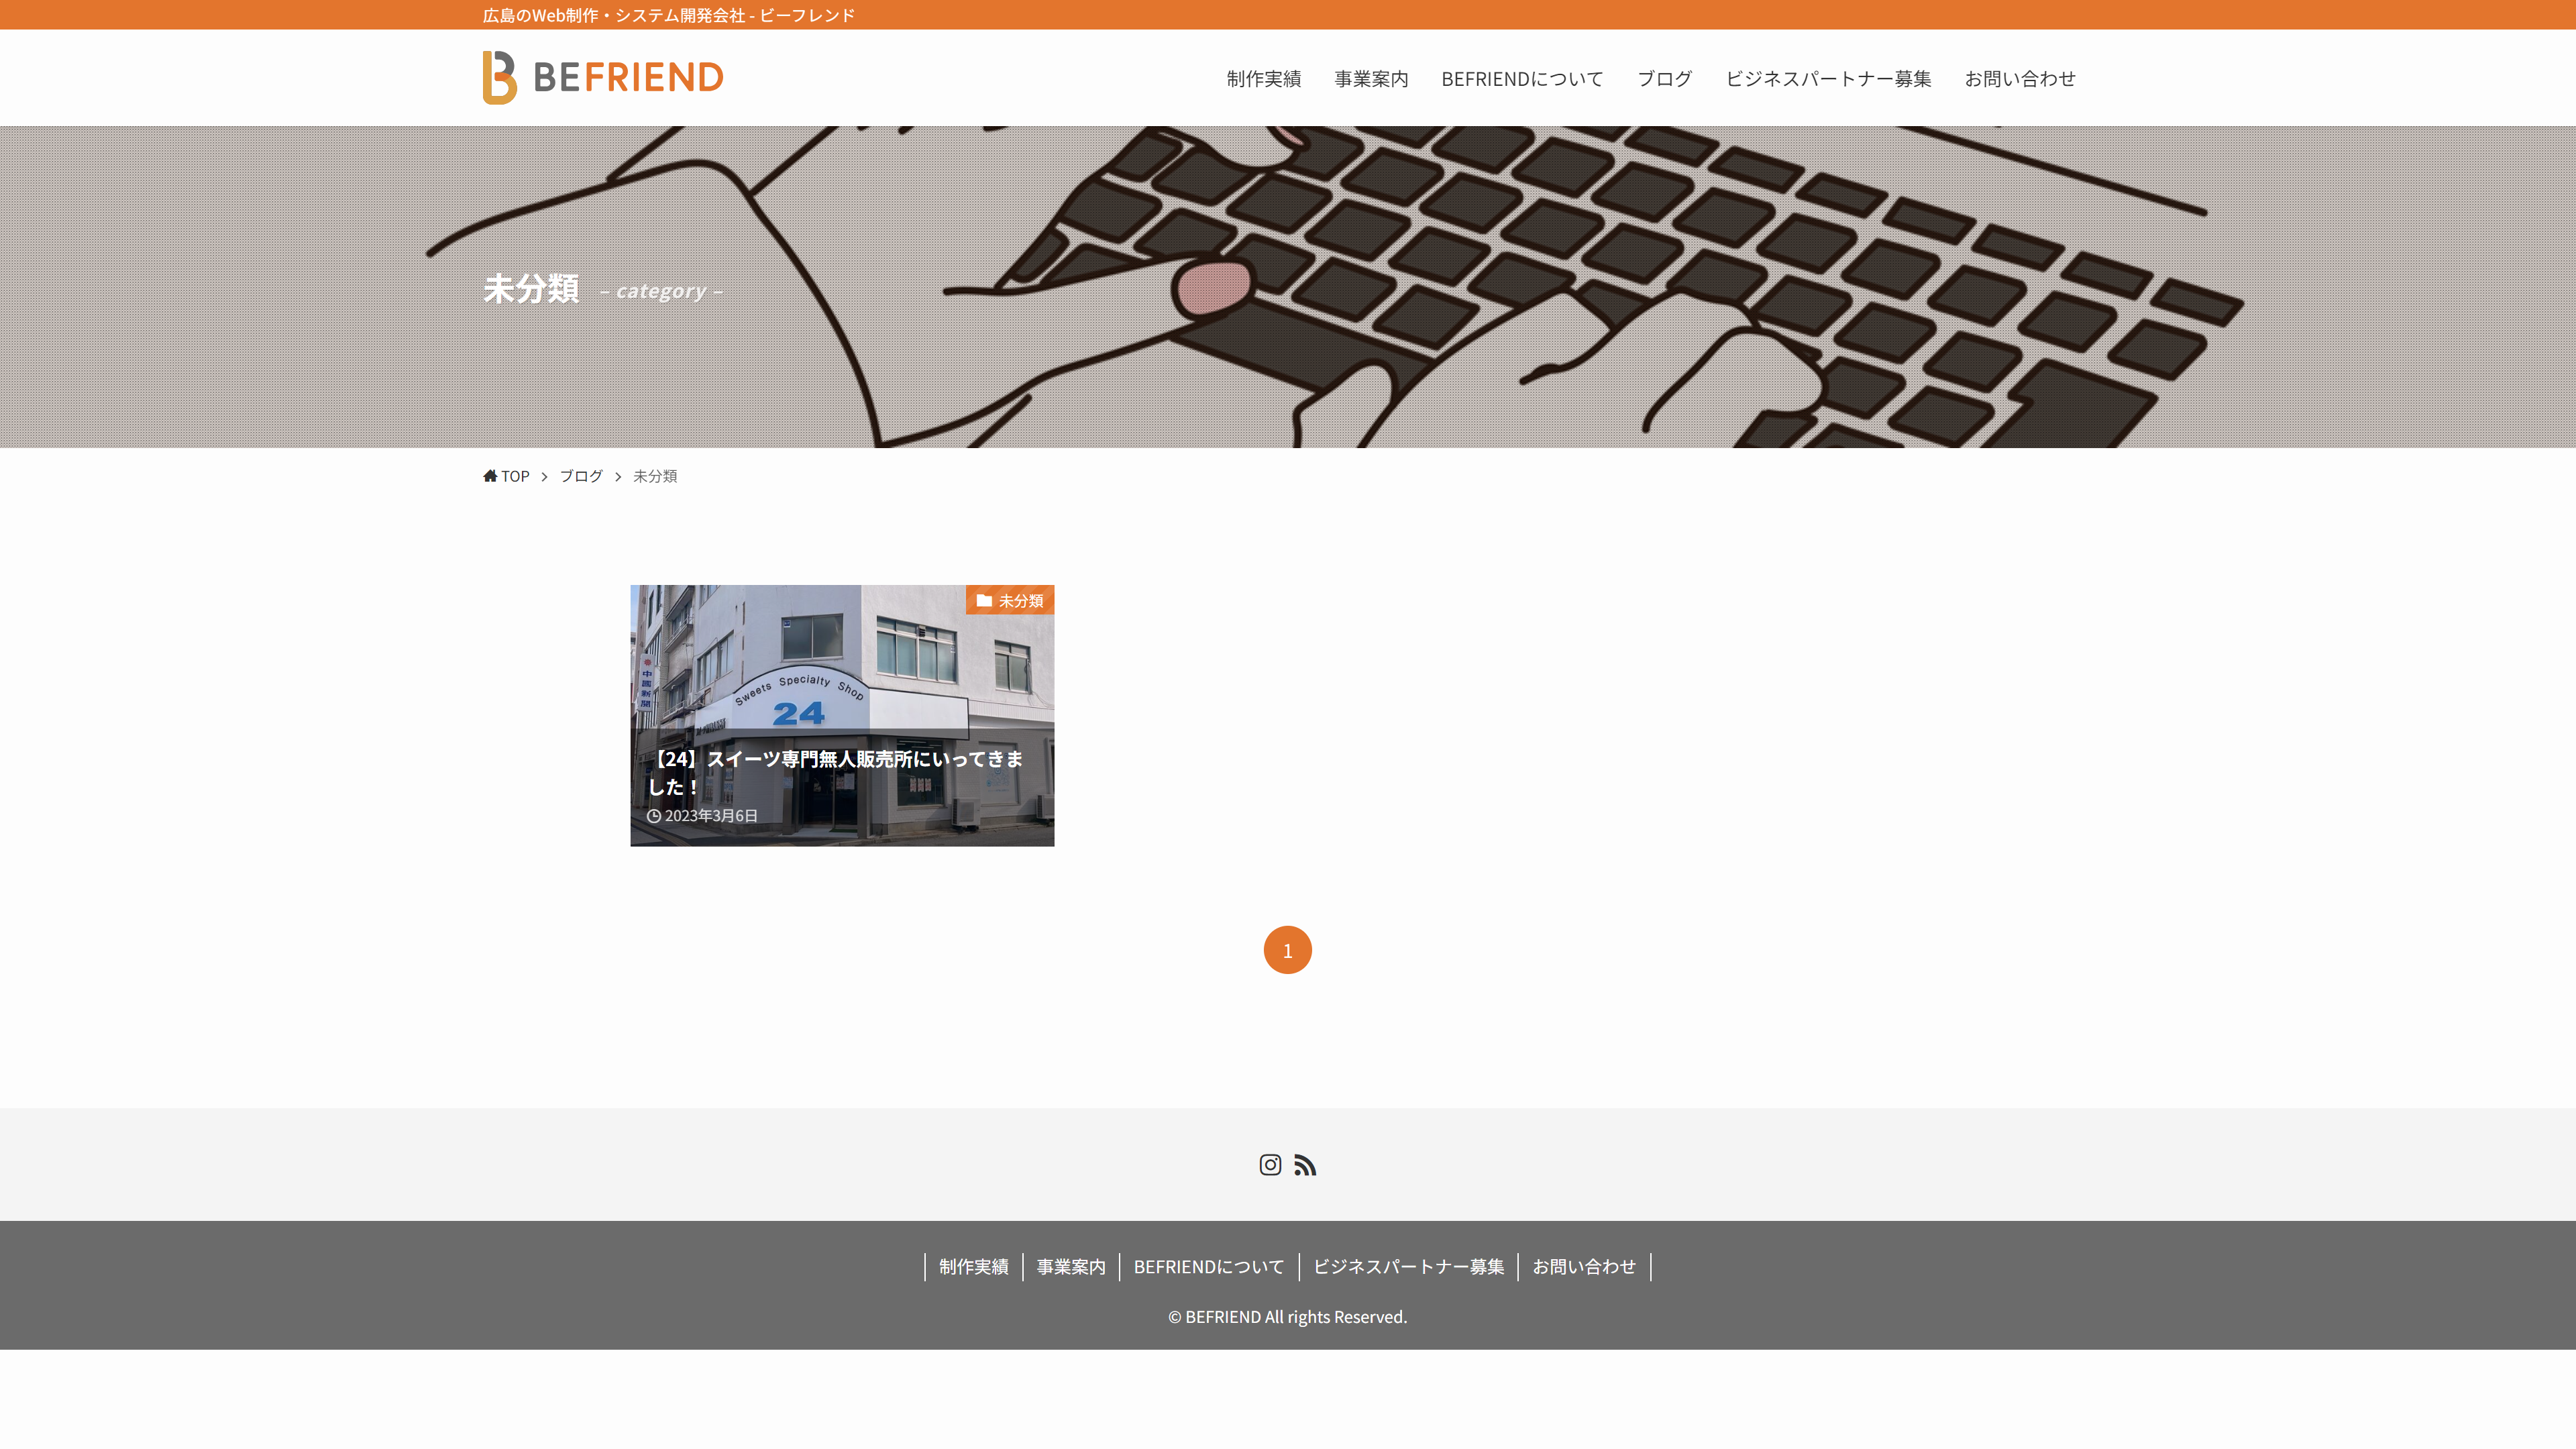 広島のWeb制作・システム開発会社 - ビーフレンド
BEFRIEND
制作実績 事業案内 BEFRIENDについて ブログ ビジネスパートナー募集 お問い合わせ
未分類 – category –
TOP ブログ 未分類
未分類
中國新聞
Sweets Specialty Shop
24
【24】スイーツ専門無人販売所にいってきま
した！
2023年3月6日
1
制作実績 事業案内 BEFRIENDについて ビジネスパートナー募集 お問い合わせ
© BEFRIEND All rights Reserved.